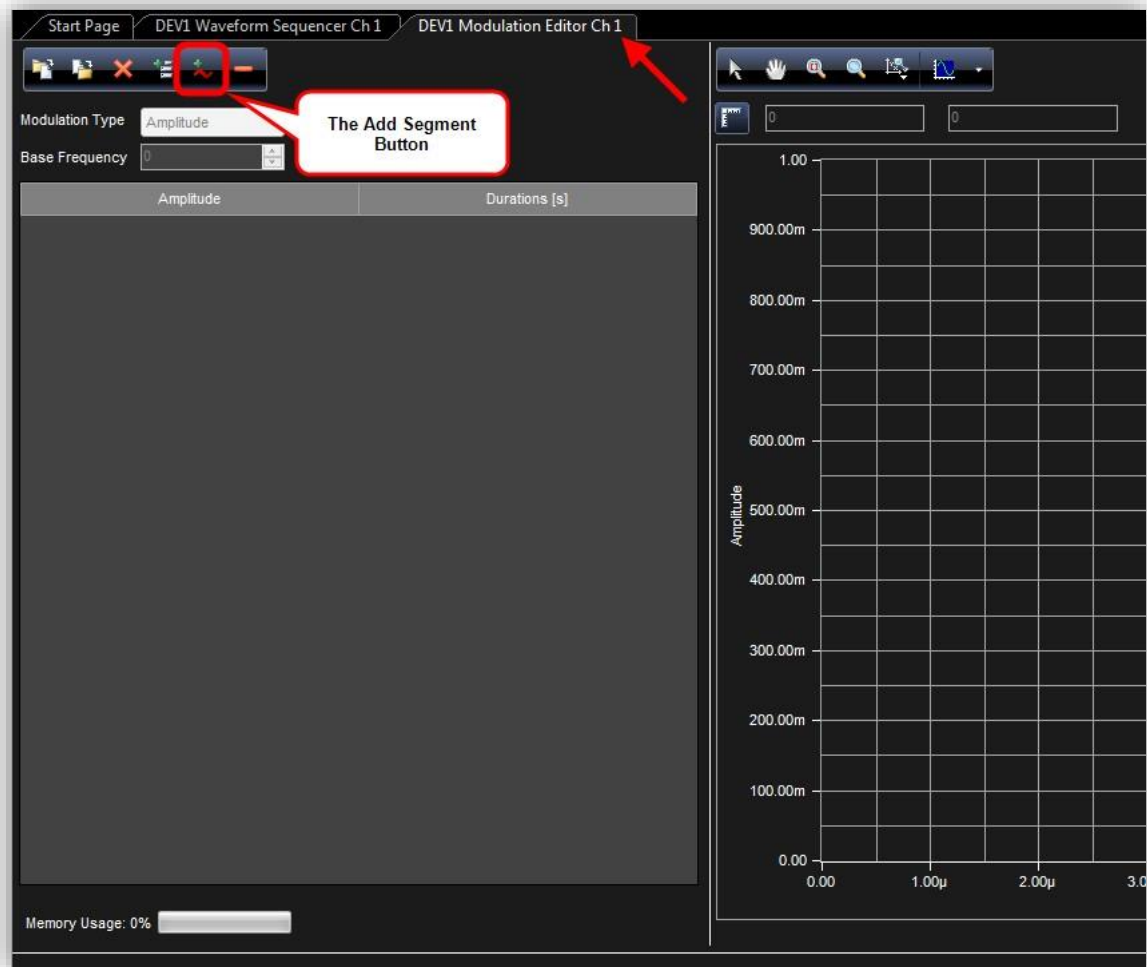 Start Page
DEV1 Waveform Sequencer Ch 1
DEV1 Modulation Editor Ch 1
Modulation Type
Amplitude
The Add Segment
Button
Base Frequency
0
Amplitude
Durations [s]
Memory Usage: 0%
0
0
1.00
900.00m
800.00m
700.00m
600.00m
500.00m
400.00m
300.00m
200.00m
100.00m
0.00
Amplitude
0.00
1.00µ
2.00µ
3.0